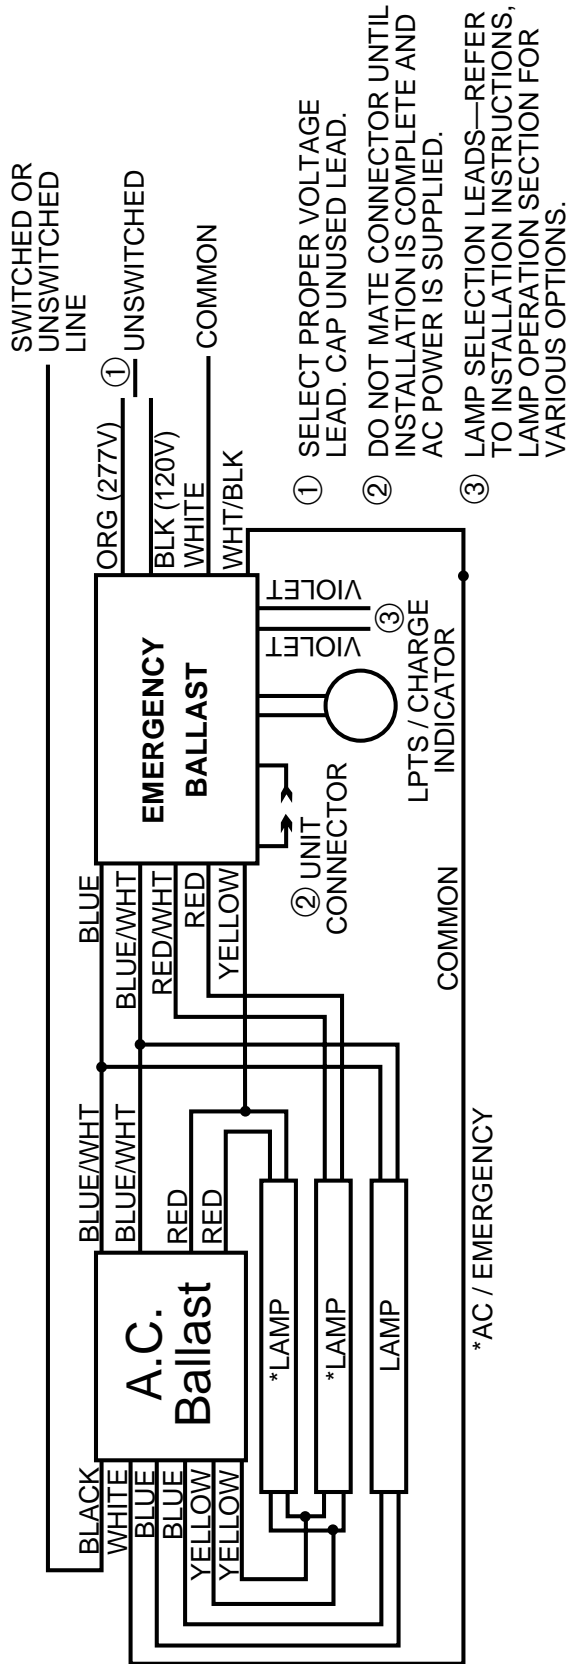 SWITCHED OR
UNSWITCHED
LINE
① UNSWITCHED
COMMON
ORG (277V)
BLK (120V)
WHITE
WHT/BLK
EMERGENCY
BALLAST
BLUE
BLUE/WHT
RED/WHT
RED
YELLOW
VIOLET
VIOLET
③
LPTS / CHARGE
INDICATOR
② UNIT
CONNECTOR
BLUE/WHT
BLUE/WHT
RED
RED
A.C.
Ballast
BLACK
WHITE
BLUE
BLUE
YELLOW
YELLOW
*LAMP
*LAMP
LAMP
COMMON
*AC / EMERGENCY
① SELECT PROPER VOLTAGE
LEAD. CAP UNUSED LEAD.
② DO NOT MATE CONNECTOR UNTIL
INSTALLATION IS COMPLETE AND
AC POWER IS SUPPLIED.
③ LAMP SELECTION LEADS—REFER
TO INSTALLATION INSTRUCTIONS,
LAMP OPERATION SECTION FOR
VARIOUS OPTIONS.